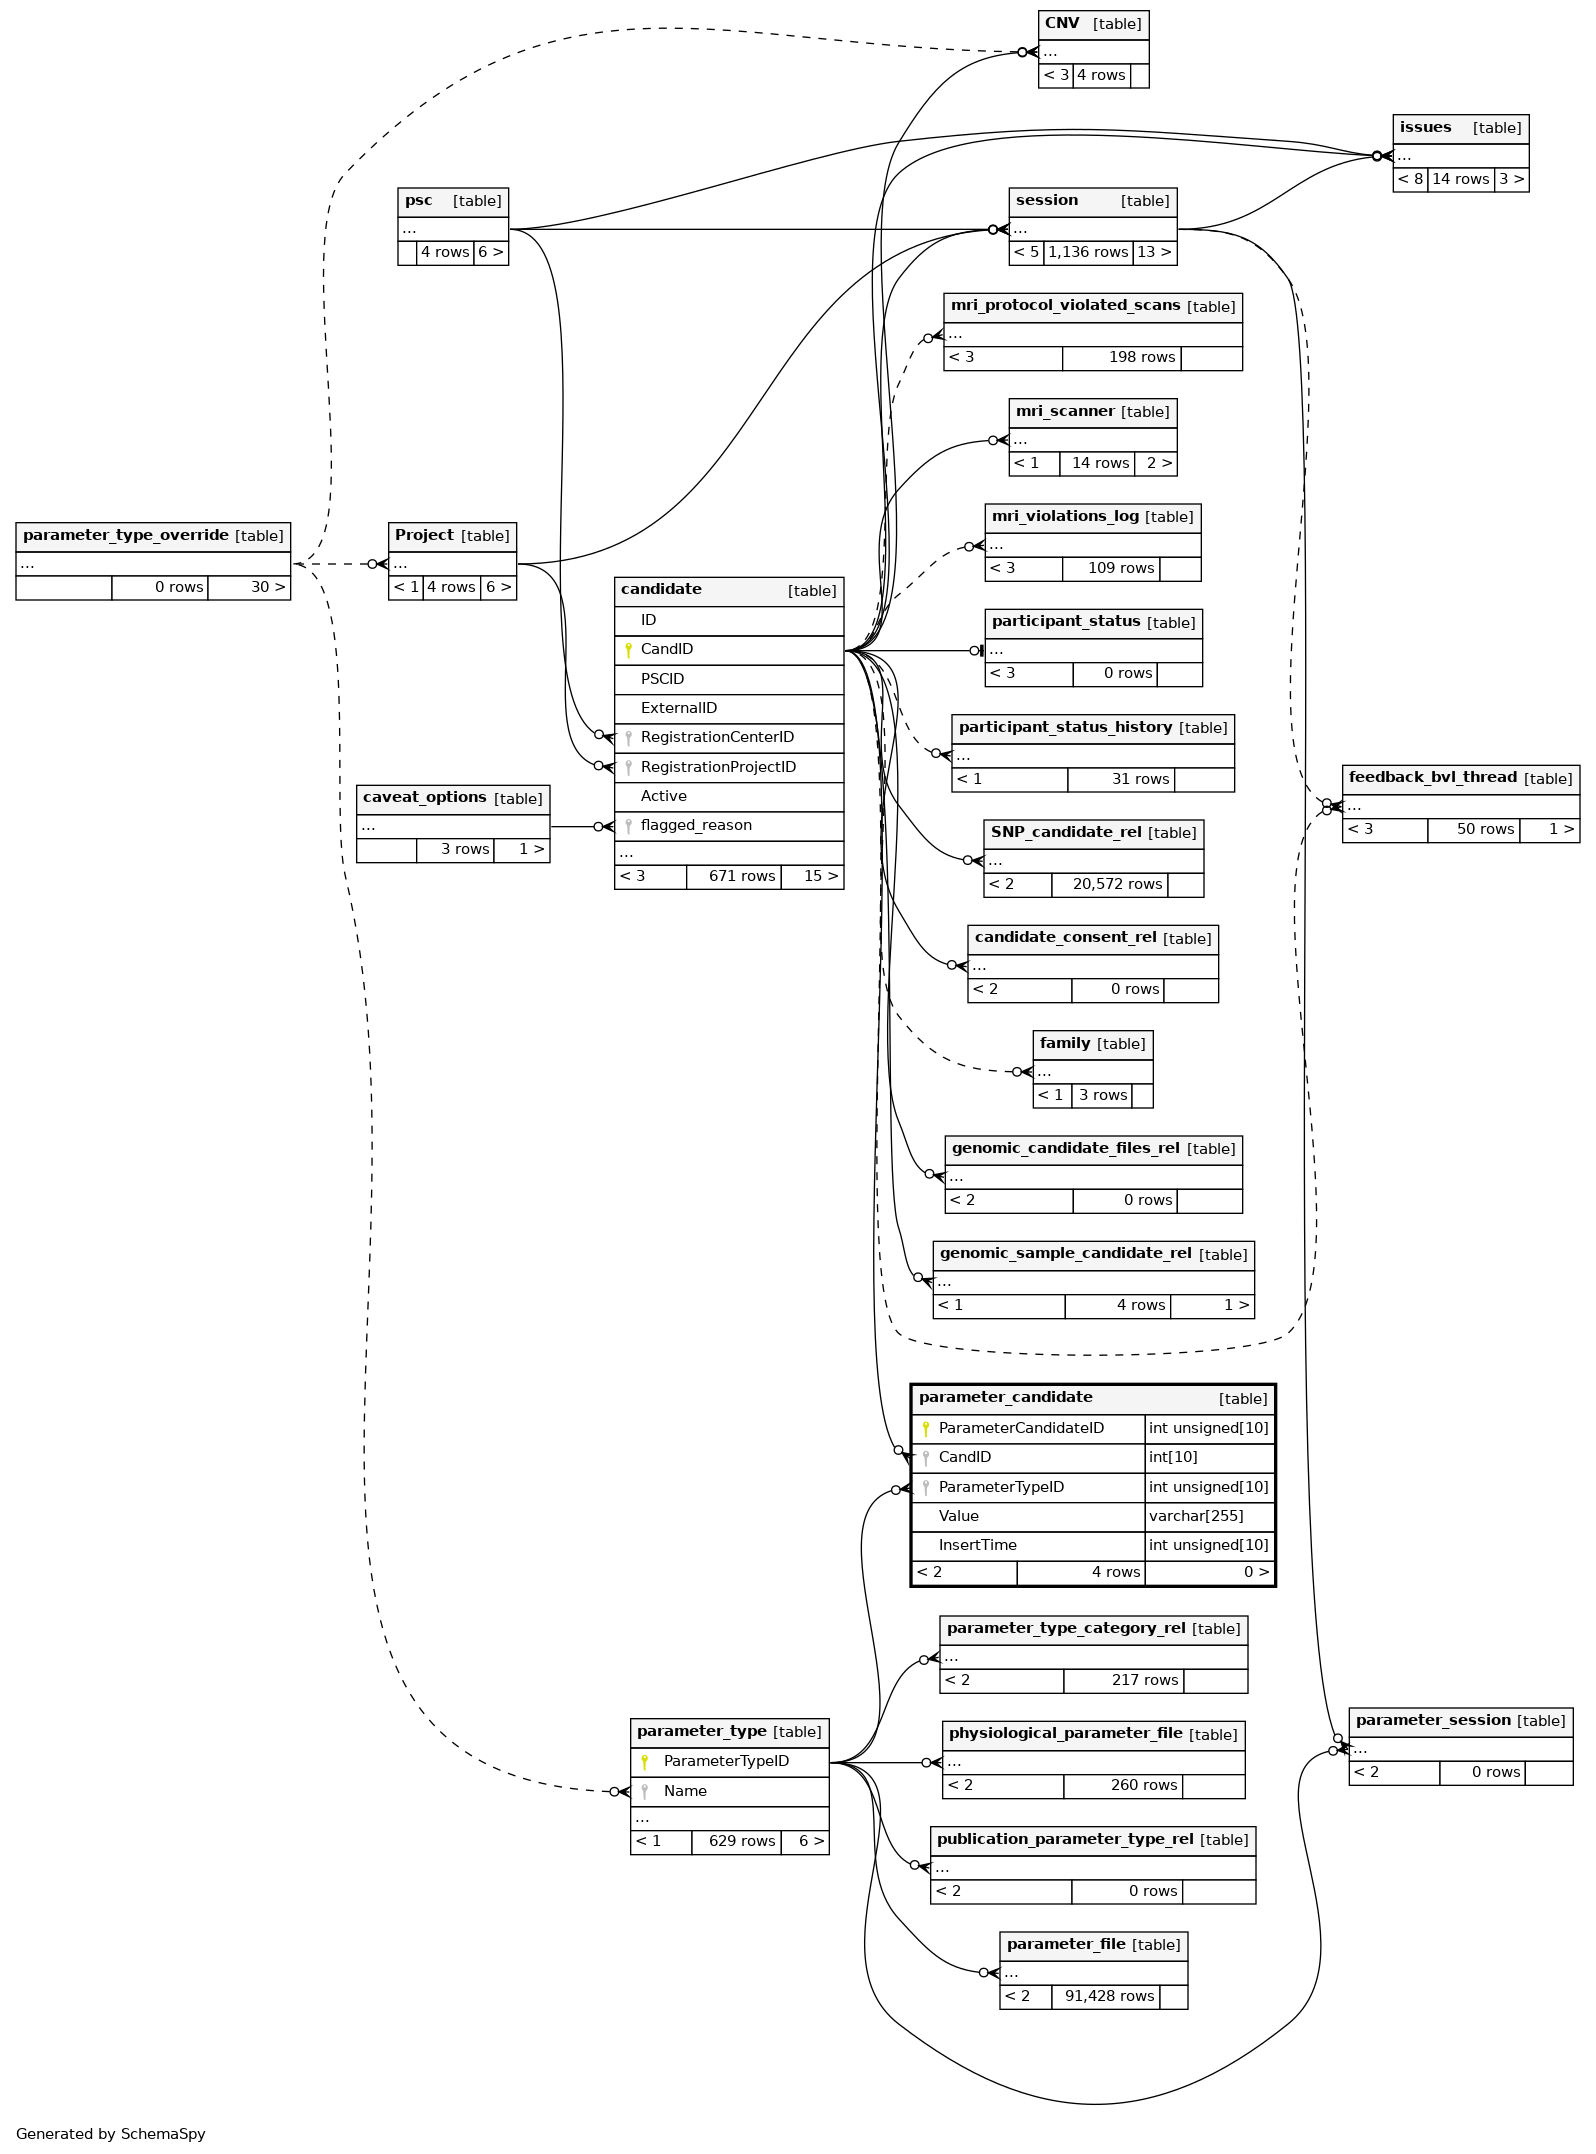 CNV [table]
...
< 3 4 rows
issues [table]
...
< 8 14 rows 3 >
psc [table]
...
4 rows 6 >
session [table]
...
< 5 1,136 rows 13 >
mri_protocol_violated_scans [table]
...
< 3 198 rows
mri_scanner [table]
...
< 1 14 rows 2 >
mri_violations_log [table]
...
< 3 109 rows
parameter_type_override [table]
...
0 rows 30 >
Project [table]
...
< 1 4 rows 6 >
candidate [table]
ID
CandID
PSCID
ExternalID
RegistrationCenterID
RegistrationProjectID
Active
flagged_reason
...
< 3 671 rows 15 >
participant_status [table]
...
< 3 0 rows
participant_status_history [table]
...
< 1 31 rows
feedback_bvl_thread [table]
...
< 3 50 rows 1 >
caveat_options [table]
...
3 rows 1 >
SNP_candidate_rel [table]
...
< 2 20,572 rows
candidate_consent_rel [table]
...
< 2 0 rows
family [table]
...
< 1 3 rows
genomic_candidate_files_rel [table]
...
< 2 0 rows
genomic_sample_candidate_rel [table]
...
< 1 4 rows 1 >
parameter_candidate [table]
ParameterCandidateID int unsigned[10]
CandID int[10]
ParameterTypeID int unsigned[10]
Value varchar[255]
InsertTime int unsigned[10]
< 2 4 rows 0 >
parameter_type_category_rel [table]
...
< 2 217 rows
parameter_type [table]
ParameterTypeID
Name
...
< 1 629 rows 6 >
physiological_parameter_file [table]
...
< 2 260 rows
parameter_session [table]
...
< 2 0 rows
publication_parameter_type_rel [table]
...
< 2 0 rows
parameter_file [table]
...
< 2 91,428 rows
Generated by SchemaSpy